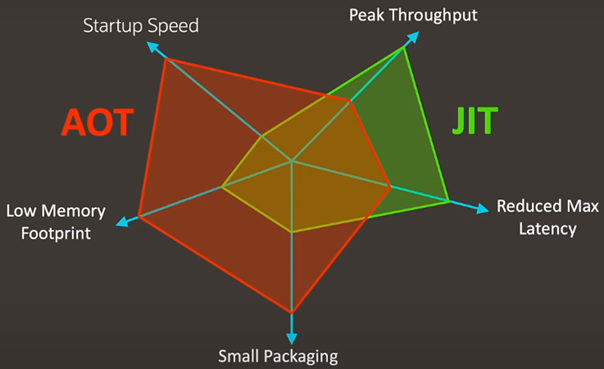 Startup Speed
Peak Throughput
AOT
JIT
Low Memory
Footprint
Reduced Max
Latency
Small Packaging